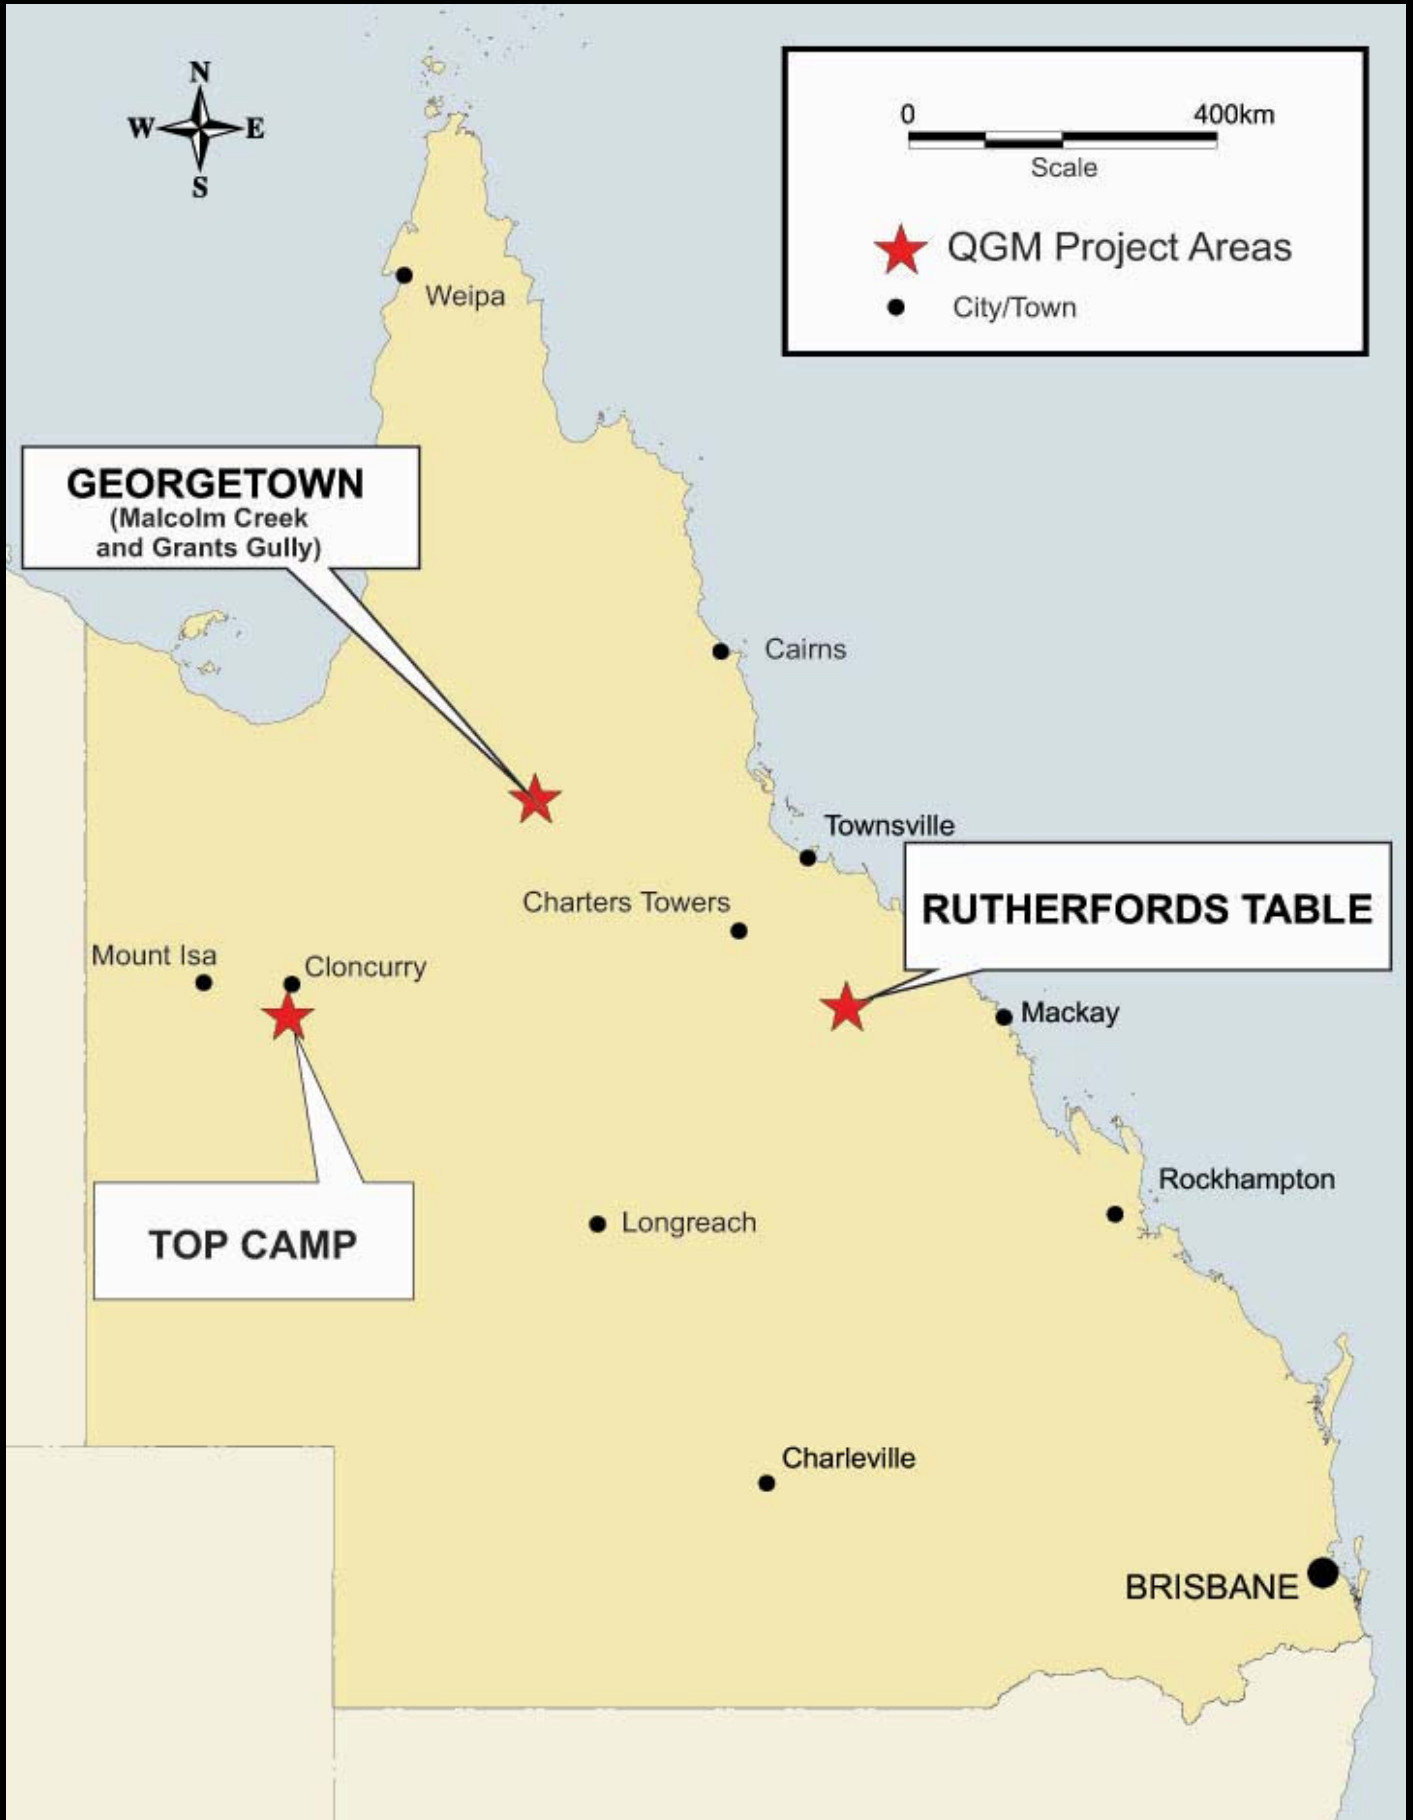 N
W E
S
0 400km
Scale
QGM Project Areas
City/Town
Weipa
GEORGETOWN
(Malcolm Creek
and Grants Gully)
Cairns
Townsville
RUTHERFORDS TABLE
Charters Towers
Mount Isa
Cloncurry
Mackay
Rockhampton
Longreach
TOP CAMP
Charleville
BRISBANE